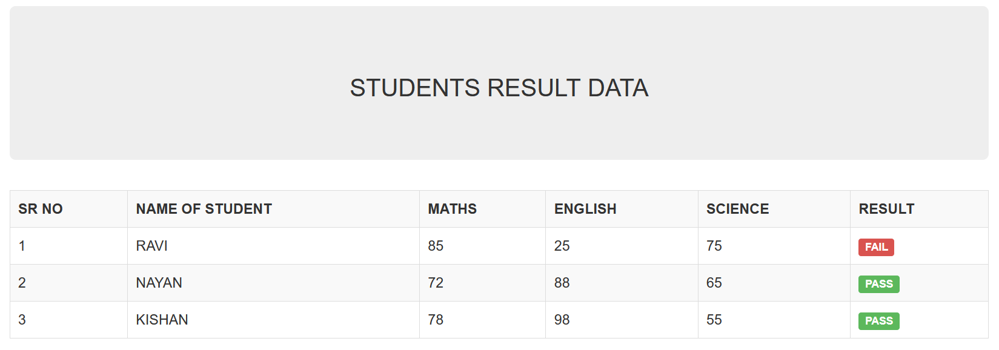 STUDENTS RESULT DATA
SR NO NAME OF STUDENT MATHS ENGLISH SCIENCE RESULT
1 RAVI 85 25 75 FAIL
2 NAYAN 72 88 65 PASS
3 KISHAN 78 98 55 PASS